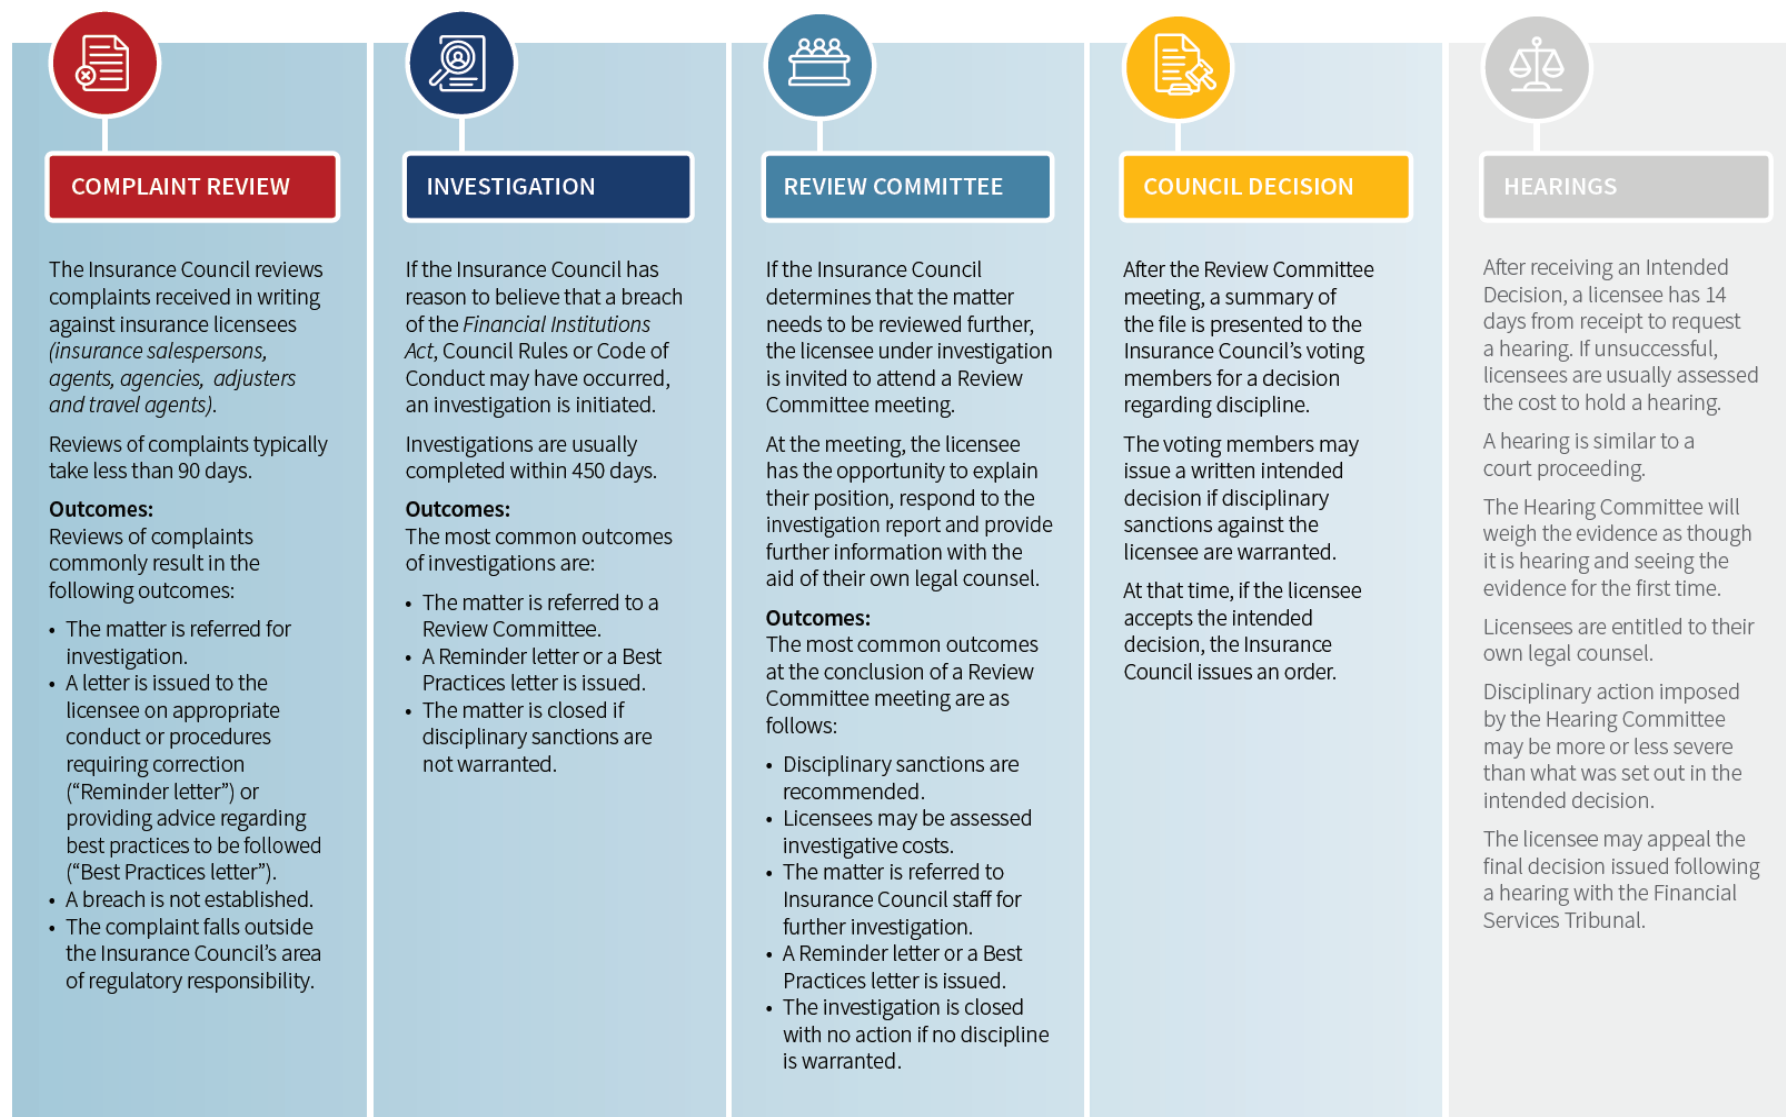 COMPLAINT REVIEW
The Insurance Council reviews
complaints received in writing
against insurance licensees
(insurance salespersons,
agents, agencies, adjusters
and travel agents).
Reviews of complaints typically
take less than 90 days.
Outcomes:
Reviews of complaints
commonly result in the
following outcomes:
• The matter is referred for
investigation.
• A letter is issued to the
licensee on appropriate
conduct or procedures
requiring correction
(“Reminder letter”) or
providing advice regarding
best practices to be followed
(“Best Practices letter”).
• A breach is not established.
• The complaint falls outside
the Insurance Council’s area
of regulatory responsibility.
INVESTIGATION
If the Insurance Council has
reason to believe that a breach
of the Financial Institutions
Act, Council Rules or Code of
Conduct may have occurred,
an investigation is initiated.
Investigations are usually
completed within 450 days.
Outcomes:
The most common outcomes
of investigations are:
• The matter is referred to a
Review Committee.
• A Reminder letter or a Best
Practices letter is issued.
• The matter is closed if
disciplinary sanctions are
not warranted.
REVIEW COMMITTEE
If the Insurance Council
determines that the matter
needs to be reviewed further,
the licensee under investigation
is invited to attend a Review
Committee meeting.
At the meeting, the licensee
has the opportunity to explain
their position, respond to the
investigation report and provide
further information with the
aid of their own legal counsel.
Outcomes:
The most common outcomes
at the conclusion of a Review
Committee meeting are as
follows:
• Disciplinary sanctions are
recommended.
• Licensees may be assessed
investigative costs.
• The matter is referred to
Insurance Council staff for
further investigation.
• A Reminder letter or a Best
Practices letter is issued.
• The investigation is closed
with no action if no discipline
is warranted.
COUNCIL DECISION
After the Review Committee
meeting, a summary of
the file is presented to the
Insurance Council’s voting
members for a decision
regarding discipline.
The voting members may
issue a written intended
decision if disciplinary
sanctions against the
licensee are warranted.
At that time, if the licensee
accepts the intended
decision, the Insurance
Council issues an order.
HEARINGS
After receiving an Intended
Decision, a licensee has 14
days from receipt to request
a hearing. If unsuccessful,
licensees are usually assessed
the cost to hold a hearing.
A hearing is similar to a
court proceeding.
The Hearing Committee will
weigh the evidence as though
it is hearing and seeing the
evidence for the first time.
Licensees are entitled to their
own legal counsel.
Disciplinary action imposed
by the Hearing Committee
may be more or less severe
than what was set out in the
intended decision.
The licensee may appeal the
final decision issued following
a hearing with the Financial
Services Tribunal.